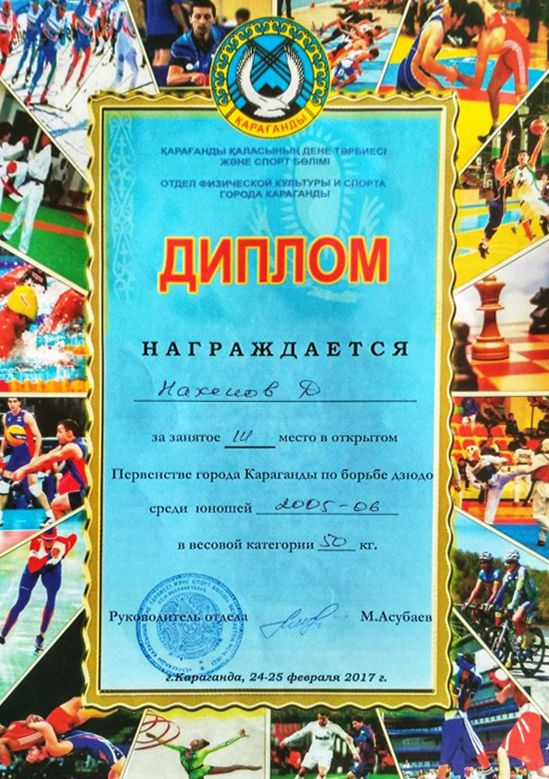 ҚАРАҒАНДЫ
ҚАРАҒАНДЫ ҚАЛАСЫНЫҢ ДЕНЕ ТӘРБИЕСІ
ЖӘНЕ СПОРТ БӨЛІМІ
ОТДЕЛ ФИЗИЧЕСКОЙ КУЛЬТУРЫ И СПОРТА
ГОРОДА КАРАГАНДЫ
ДИПЛОМ
НАГРАЖДАЕТСЯ
Д
за занятое III место в открытом
Первенстве города Караганды по борьбе дзюдо
среди юношей 2005-06
в весовой категории 50 кг.
Руководитель отдела М.Асубаев
г.Караганда, 24-25 февраля 2017 г.